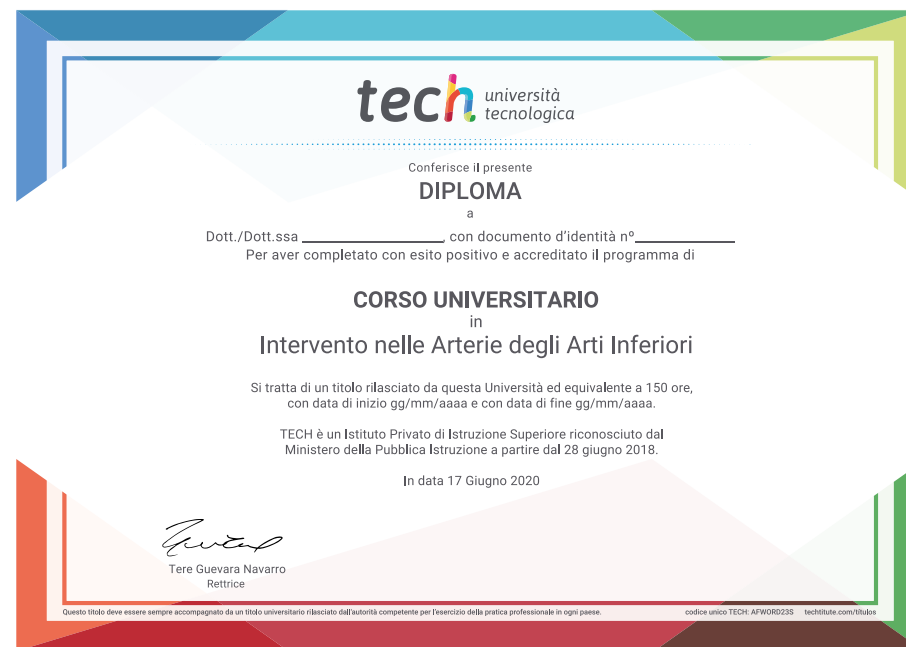 tech università
tecnologica
Conferisce il presente
DIPLOMA
a
Dott./Dott.ssa ____________________, con documento d'identità nº______________
Per aver completato con esito positivo e accreditato il programma di
CORSO UNIVERSITARIO
in
Intervento nelle Arterie degli Arti Inferiori
Si tratta di un titolo rilasciato da questa Università ed equivalente a 150 ore,
con data di inizio gg/mm/aaaa e con data di fine gg/mm/aaaa.
TECH è un Istituto Privato di Istruzione Superiore riconosciuto dal
Ministero della Pubblica Istruzione a partire dal 28 giugno 2018.
In data 17 Giugno 2020
Tere Guevara Navarro
Rettrice
Questo titolo deve essere sempre accompagnato da un titolo universitario rilasciato dall'autorità competente per l'esercizio della pratica professionale in ogni paese. codice unico TECH: AFWORD23S techtitute.com/títulos